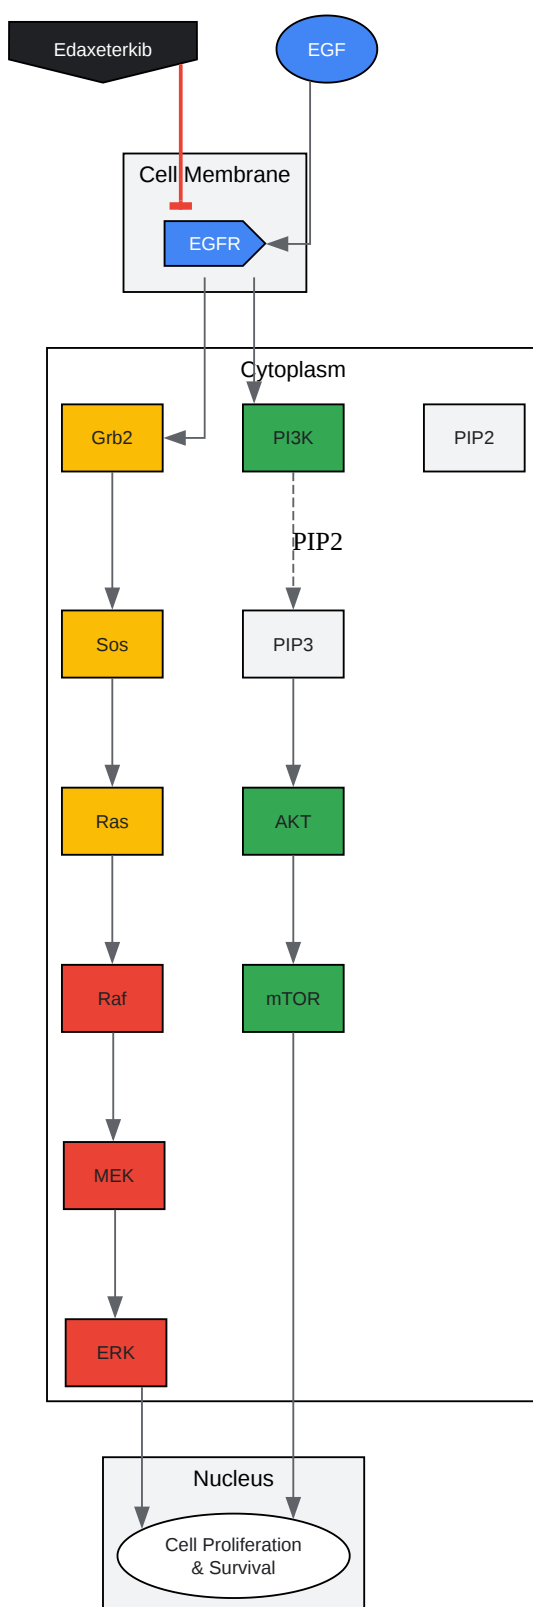 Edaxeterkib
EGF
Cell Membrane
EGFR
Cytoplasm
Grb2
PI3K
PIP2
PIP2
Sos
PIP3
Ras
AKT
Raf
mTOR
MEK
ERK
Nucleus
Cell Proliferation
& Survival